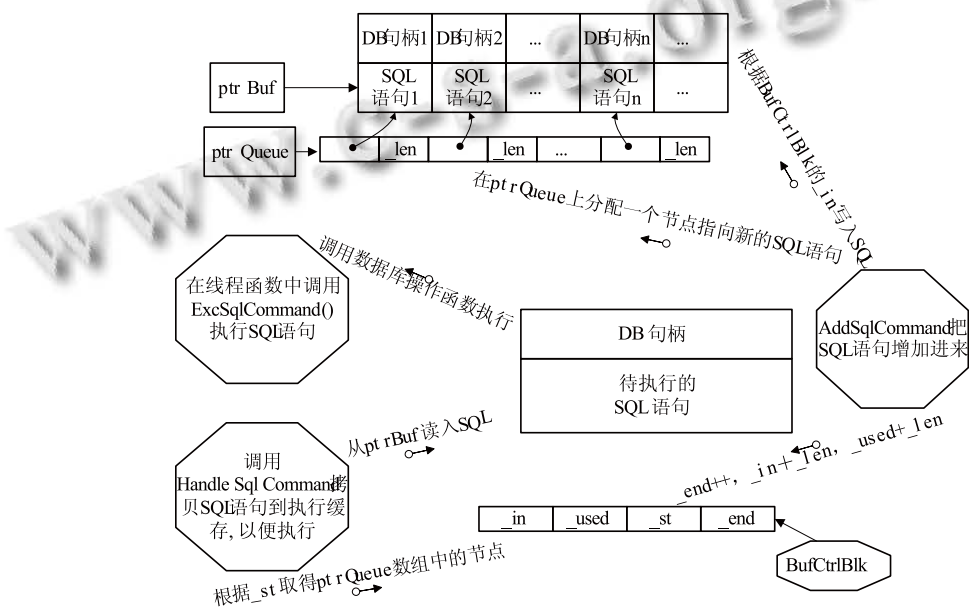 DB句柄1 DB句柄2 ... DB句柄n ...
ptr Buf
SQL 语句1 SQL 语句2 ... SQL 语句n ...
ptr Queue
_len _len ... _len
根据BufCtrlBlk的_in写入SQL
在ptrQueue上分配一个节点指向新的SQL语句
调用数据库操作函数执行
在线程函数中调用
ExcSqlCommand()
执行SQL语句
DB 句柄
待执行的
SQL 语句
AddSqlCommand把
SQL语句增加进来
从ptrBuf读入SQL
调用
Handle Sql Command拷
贝SQL语句到执行缓
存, 以便执行
_end++, _in+_len, _used+_len
_in _used _st _end
BufCtrlBlk
根据_st取得ptrQueue数组中的节点